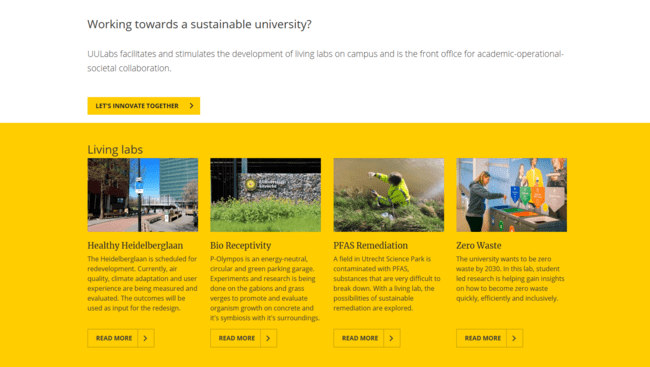 Working towards a sustainable university?
UULabs facilitates and stimulates the development of living labs on campus and is the front office for academic-operational-
societal collaboration.
LET'S INNOVATE TOGETHER
Living labs
Healthy Heidelberglaan
The Heidelberglaan is scheduled for
redevelopment. Currently, air
quality, climate adaptation and user
experience are being measured and
evaluated. The outcomes will be
used as input for the redesign.
READ MORE
Bio Receptivity
P-Olympos is an energy-neutral,
circular and green parking garage.
Experiments and research is being
done on the gabions and grass
verges to promote and evaluate
organism growth on concrete and
it's symbiosis with it's surroundings.
READ MORE
PFAS Remediation
A field in Utrecht Science Park is
contaminated with PFAS,
substances that are very difficult to
break down. With a living lab, the
possibilities of sustainable
remediation are explored.
READ MORE
Zero Waste
The university wants to be zero
waste by 2030. In this lab, student
led research is helping gain insights
on how to become zero waste
quickly, efficiently and inclusively.
READ MORE